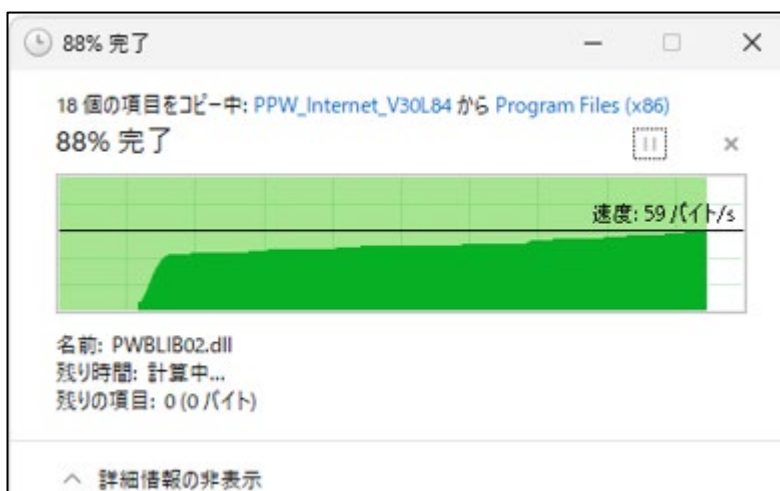 88% 完了
18 個の項目をコピー中: PPW_Internet_V30L84 から Program Files (x86)
88% 完了
速度: 59 バイト/s
名前: PWBLIB02.dll
残り時間: 計算中...
残りの項目: 0 (0 バイト)
詳細情報の非表示